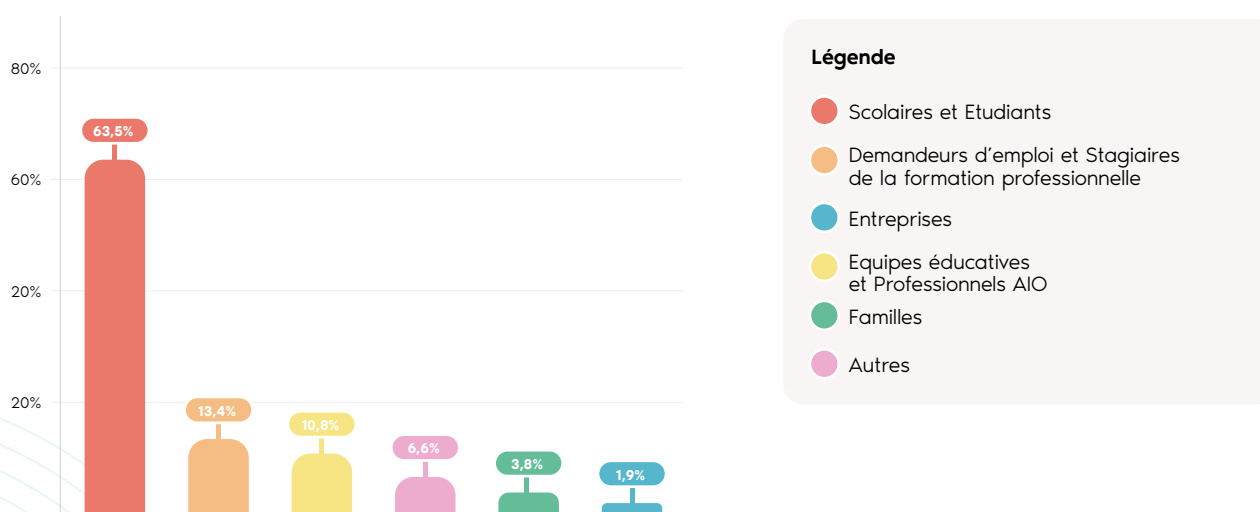 80%
63,5%
60%
20%
20%
13,4%
10,8%
6,6%
3,8%
1,9%
Légende
Scolaires et Etudiants
Demandeurs d’emploi et Stagiaires
de la formation professionnelle
Entreprises
Equipes éducatives
et Professionnels AIO
Familles
Autres